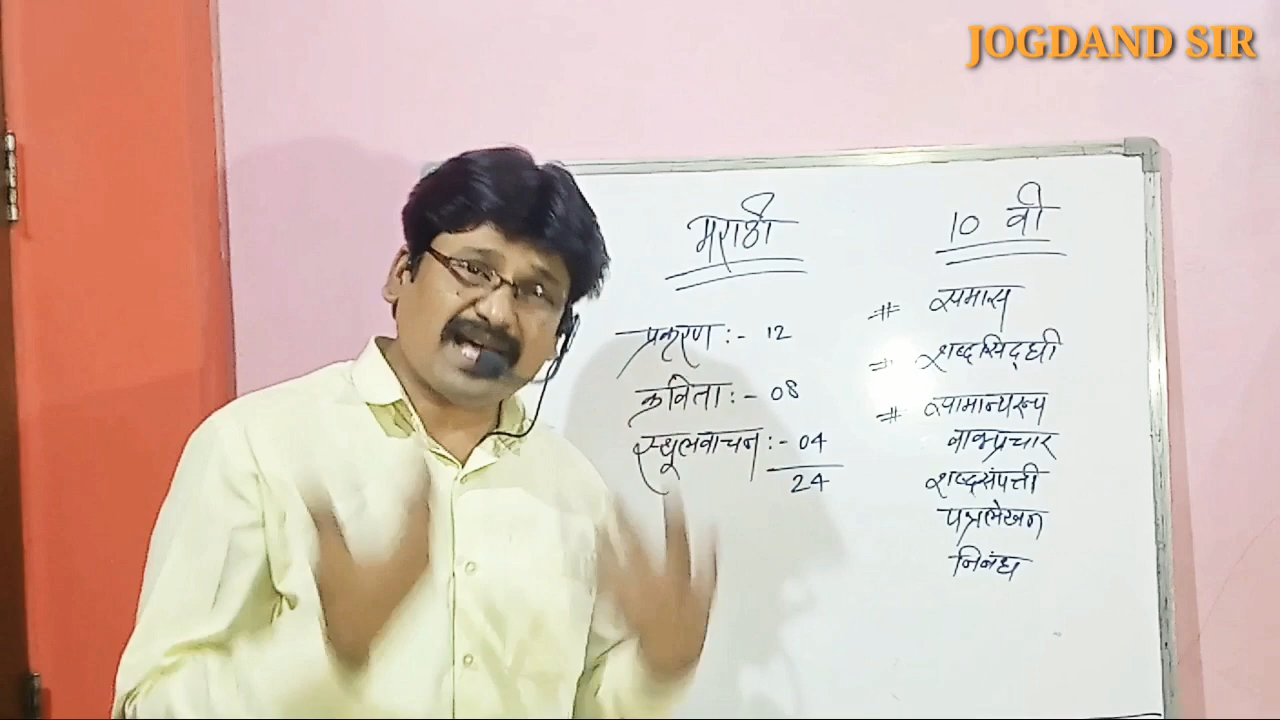 JOGDAND SIR
मराठी
प्रकरण :- 12
कविता :- 08
स्थूलवाचन :- 04
24
10 वी
# समास
# शब्दसिद्धी
# सामान्यरूप
वाक्प्रचार
शब्दसंपत्ती
पत्रलेखन
निबंध